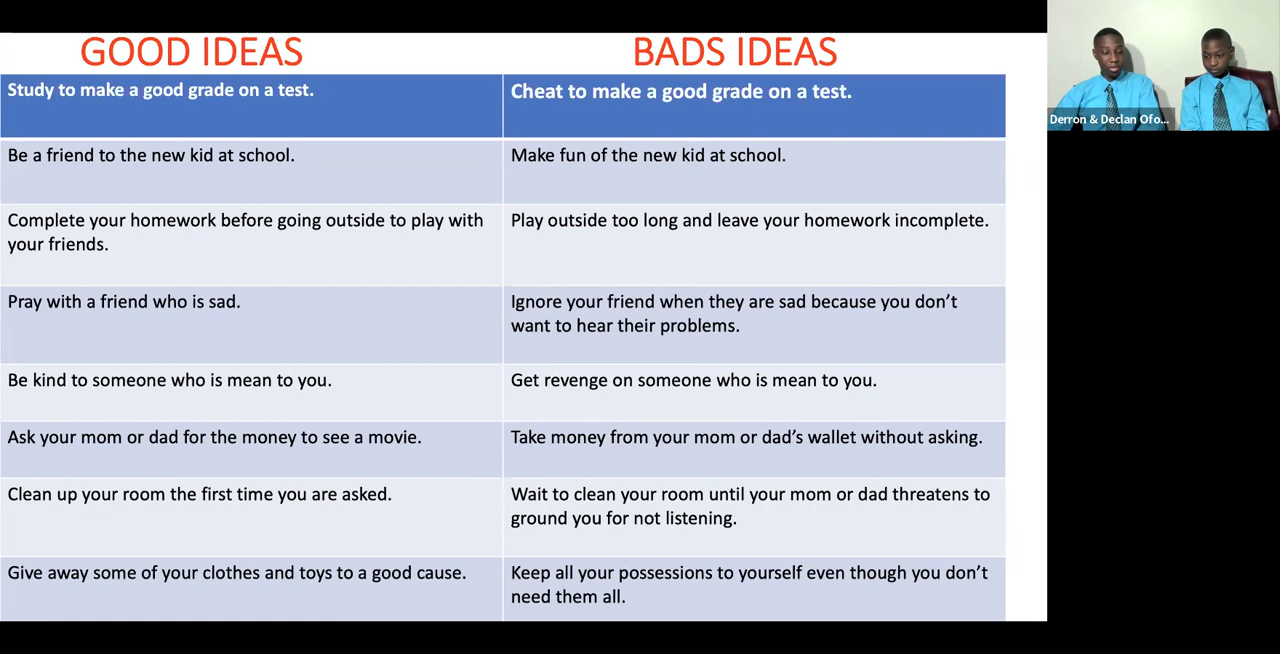 GOOD IDEAS
BADS IDEAS
Study to make a good grade on a test.
Cheat to make a good grade on a test.
Be a friend to the new kid at school.
Make fun of the new kid at school.
Complete your homework before going outside to play with
your friends.
Play outside too long and leave your homework incomplete.
Pray with a friend who is sad.
Ignore your friend when they are sad because you don’t
want to hear their problems.
Be kind to someone who is mean to you.
Get revenge on someone who is mean to you.
Ask your mom or dad for the money to see a movie.
Take money from your mom or dad’s wallet without asking.
Clean up your room the first time you are asked.
Wait to clean your room until your mom or dad threatens to
ground you for not listening.
Give away some of your clothes and toys to a good cause.
Keep all your possessions to yourself even though you don’t
need them all.
Derron & Declan Ofo...